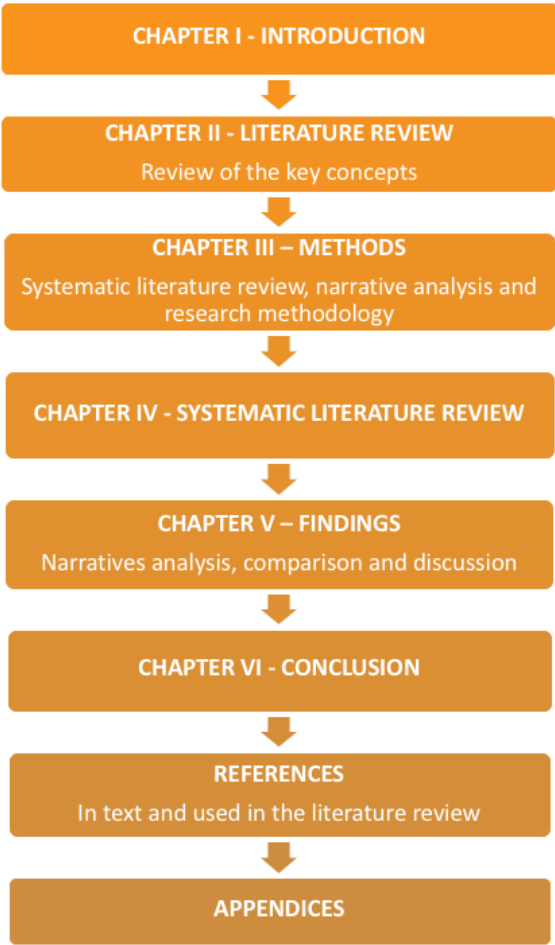 CHAPTER I - INTRODUCTION
CHAPTER II - LITERATURE REVIEW
Review of the key concepts
CHAPTER III – METHODS
Systematic literature review, narrative analysis and
research methodology
CHAPTER IV - SYSTEMATIC LITERATURE REVIEW
CHAPTER V – FINDINGS
Narratives analysis, comparison and discussion
CHAPTER VI - CONCLUSION
REFERENCES
In text and used in the literature review
APPENDICES